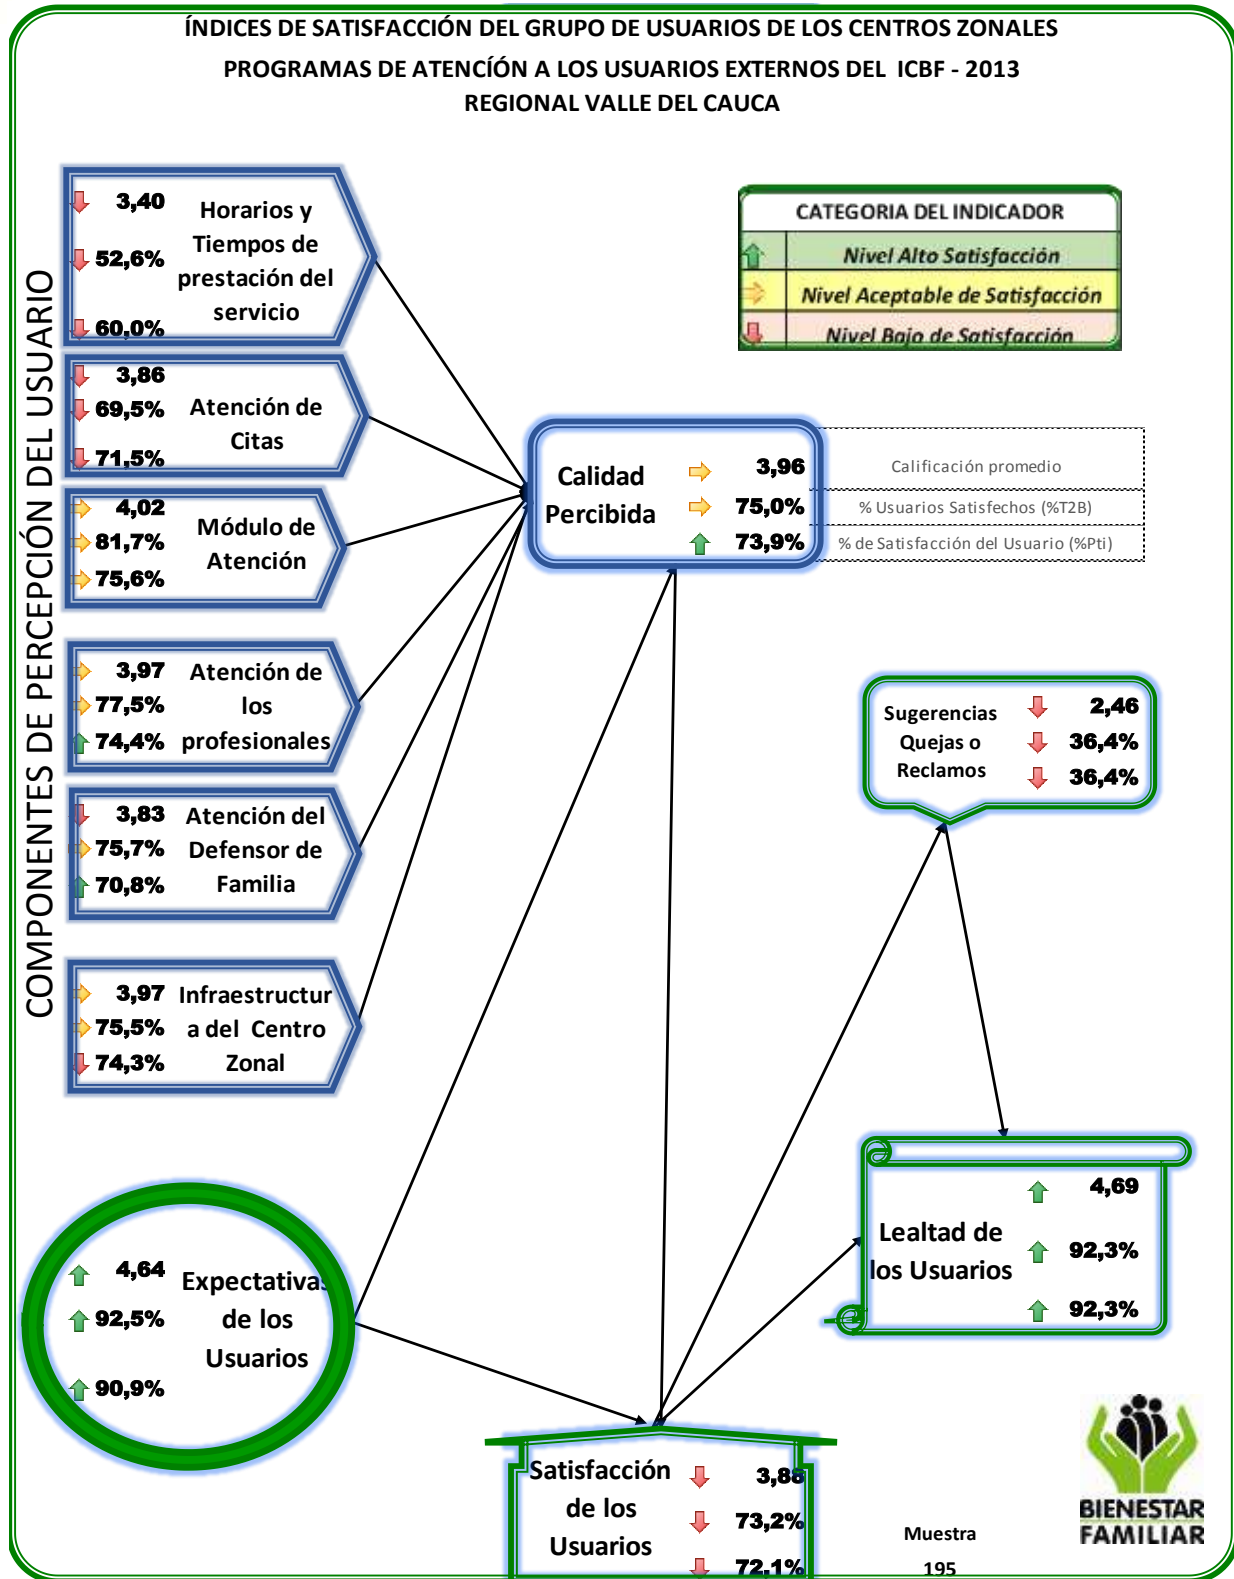 ÍNDICES DE SATISFACCIÓN DEL GRUPO DE USUARIOS DE LOS CENTROS ZONALES
PROGRAMAS DE ATENCÍÓN A LOS USUARIOS EXTERNOS DEL ICBF - 2013
REGIONAL VALLE DEL CAUCA
COMPONENTES DE PERCEPCIÓN DEL USUARIO
3,40
52,6%
60,0%
Horarios y
Tiempos de
prestación del
servicio
3,86
69,5%
71,5%
Atención de
Citas
4,02
81,7%
75,6%
Módulo de
Atención
3,97
77,5%
74,4%
Atención de
los
profesionales
3,83
75,7%
70,8%
Atención del
Defensor de
Familia
3,97
75,5%
74,3%
Infraestructur
a del Centro
Zonal
CATEGORIA DEL INDICADOR
Nivel Alto Satisfacción
Nivel Aceptable de Satisfacción
Nivel Bajo de Satisfacción
Calidad
Percibida
3,96
75,0%
73,9%
Calificación promedio
% Usuarios Satisfechos (%T2B)
% de Satisfacción del Usuario (%Pti)
Sugerencias
Quejas o
Reclamos
2,46
36,4%
36,4%
Lealtad de
los Usuarios
4,69
92,3%
92,3%
4,64
92,5%
90,9%
Expectativas
de los
Usuarios
Satisfacción
de los
Usuarios
3,88
73,2%
72,1%
Muestra
195
BIENESTAR
FAMILIAR